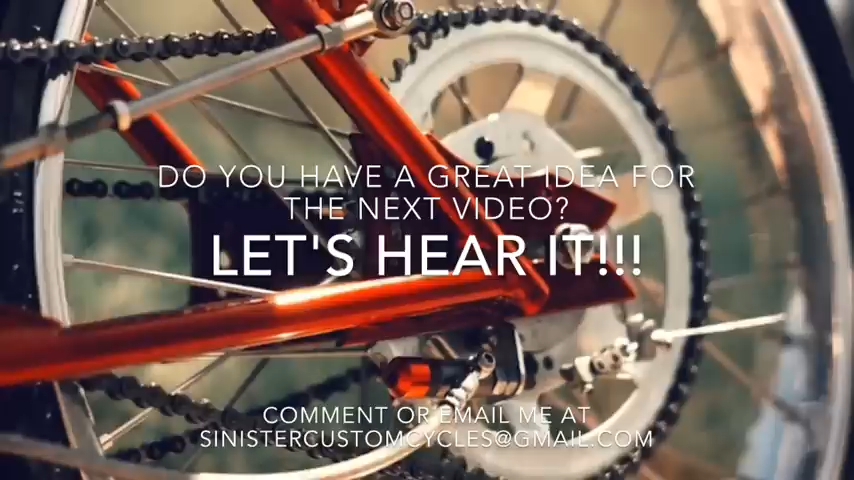 DO YOU HAVE A GREAT IDEA FOR
THE NEXT VIDEO?
LET'S HEAR IT!!!
COMMENT OR EMAIL ME AT
SINISTERCUSTOMCYCLES@GMAIL.COM